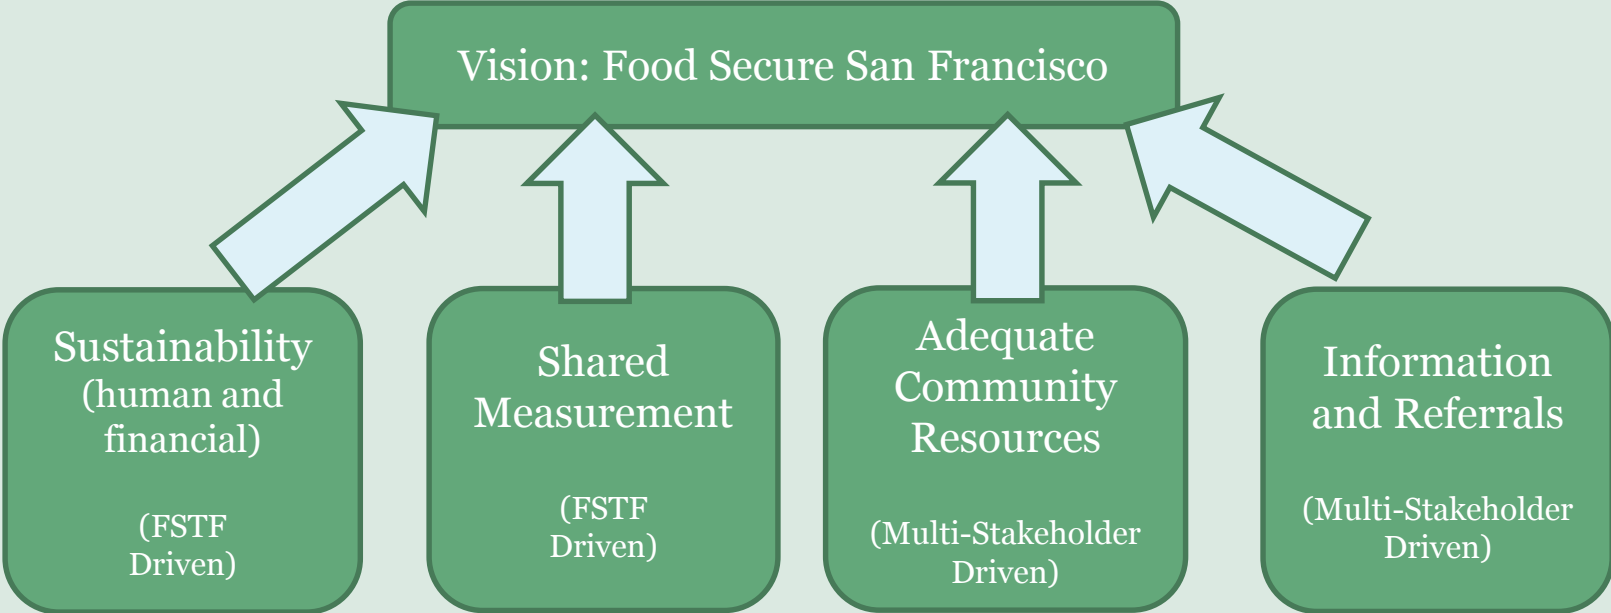 Vision: Food Secure San Francisco
Sustainability
(human and
financial)
(FSTF
Driven)
Shared
Measurement
(FSTF
Driven)
Adequate
Community
Resources
(Multi-Stakeholder
Driven)
Information
and Referrals
(Multi-Stakeholder
Driven)